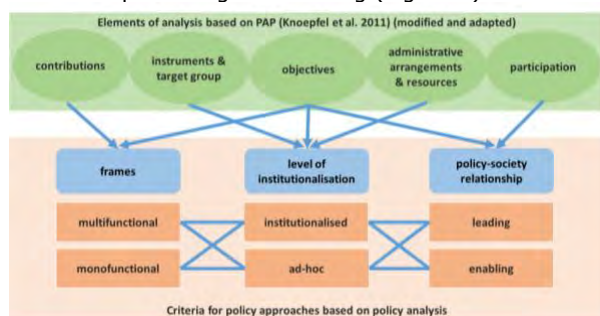 Elements of analysis based on PAP (Knoepfel et al. 2011) (modified and adapted)
contributions
instruments &
target group
objectives
administrative
arrangements
& resources
participation
frames
level of
institutionalisation
policy-society
relationship
multifunctional
institutionalised
leading
monofunctional
ad-hoc
enabling
Criteria for policy approaches based on policy analysis